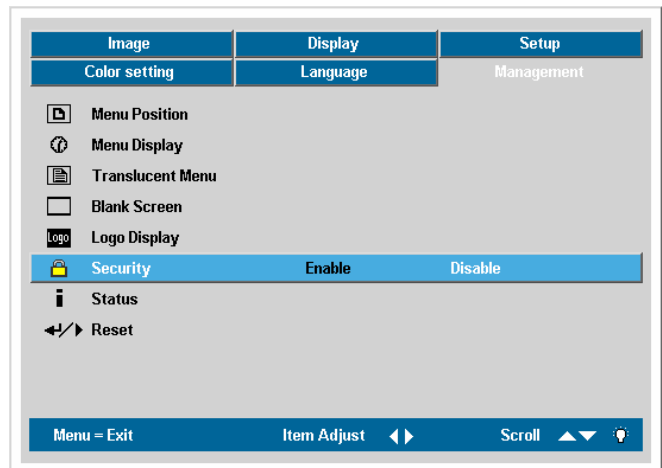 Image Display Setup
Color setting Language Management
Menu Position
Menu Display
Translucent Menu
Blank Screen
Logo Logo Display
Security Enable Disable
Status
Reset
Menu = Exit Item Adjust Scroll